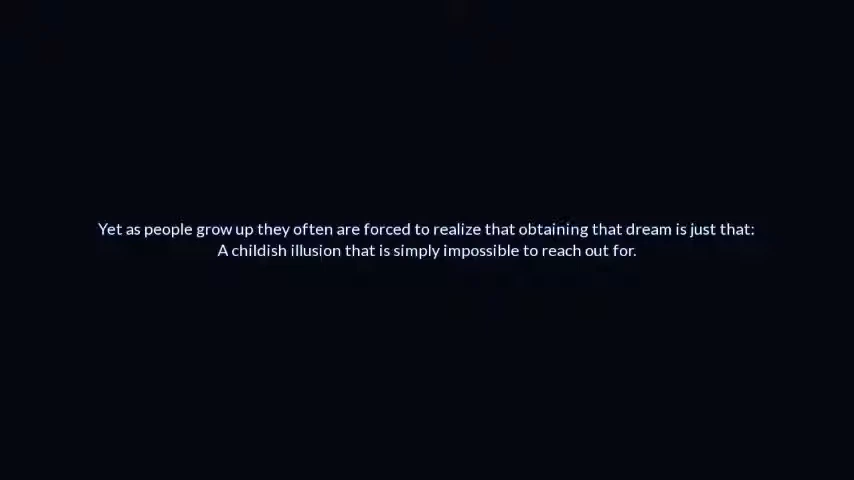 Yet as people grow up they often are forced to realize that obtaining that dream is just that:
A childish illusion that is simply impossible to reach out for.